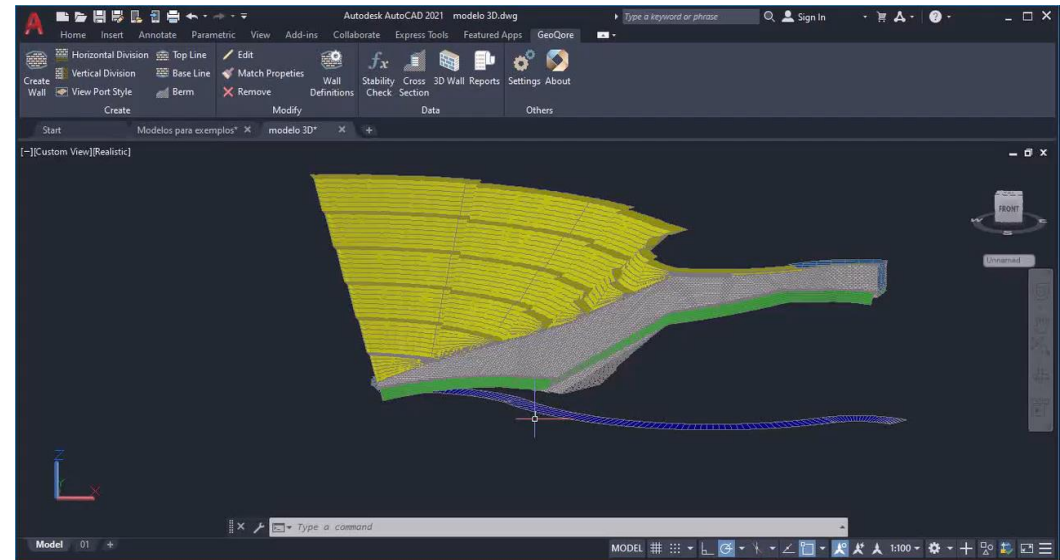 Autodesk AutoCAD 2021 modelo 3D.dwg
Type a keyword or phrase
Sign In
Home Insert Annotate Parametric View Add-ins Collaborate Express Tools Featured Apps GeoQore
Create Wall
Horizontal Division
Vertical Division
View Port Style
Top Line
Base Line
Berm
Edit
Match Propeties
Remove
Wall Definitions
Stability Check
Cross Section
3D Wall
Reports
Settings
About
Create Modify Data Others
Start Modelos para exemplos* modelo 3D*
[−][Custom View][Realistic]
FRONT
W S E
Unnamed
Z
Y X
Type a command
Model 01
MODEL 1:100